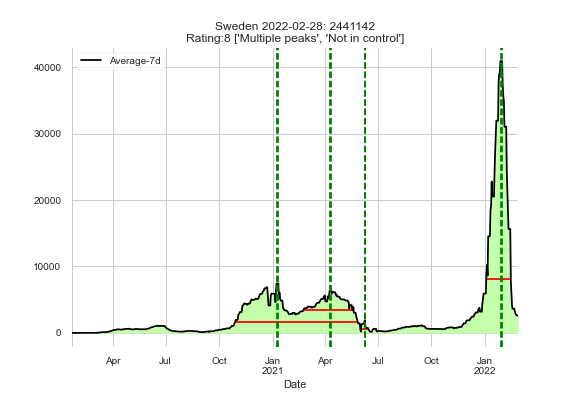 Sweden 2022-02-28: 2441142
Rating:8 ['Multiple peaks', 'Not in control']
Average-7d
40000
30000
20000
10000
0
Apr Jul Oct Jan Apr Jul Oct Jan
2021 2022
Date